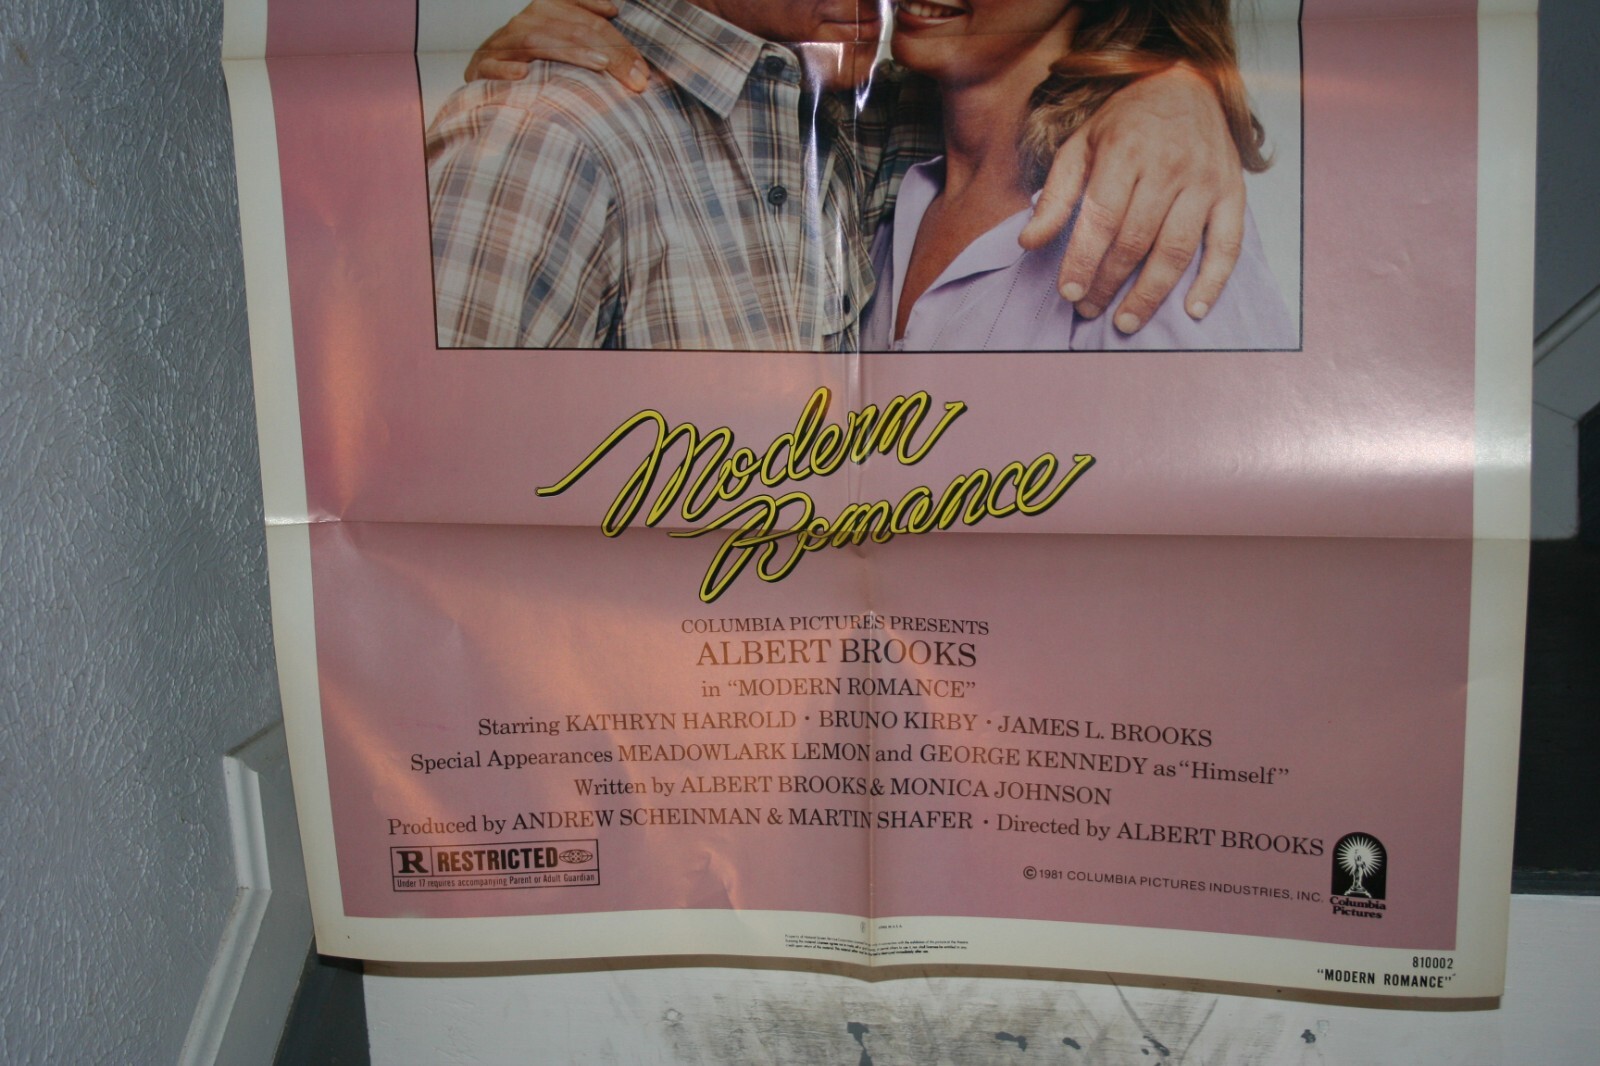 Modern
Romance
COLUMBIA PICTURES PRESENTS
ALBERT BROOKS
in “MODERN ROMANCE”
Starring KATHRYN HARROLD · BRUNO KIRBY · JAMES L. BROOKS
Special Appearances MEADOWLARK LEMON and GEORGE KENNEDY as “Himself”
Written by ALBERT BROOKS & MONICA JOHNSON
Produced by ANDREW SCHEINMAN & MARTIN SHAFER · Directed by ALBERT BROOKS
R RESTRICTED
Under 17 requires accompanying Parent or Adult Guardian
©1981 COLUMBIA PICTURES INDUSTRIES, INC.
Columbia
Pictures
810002
“MODERN ROMANCE”